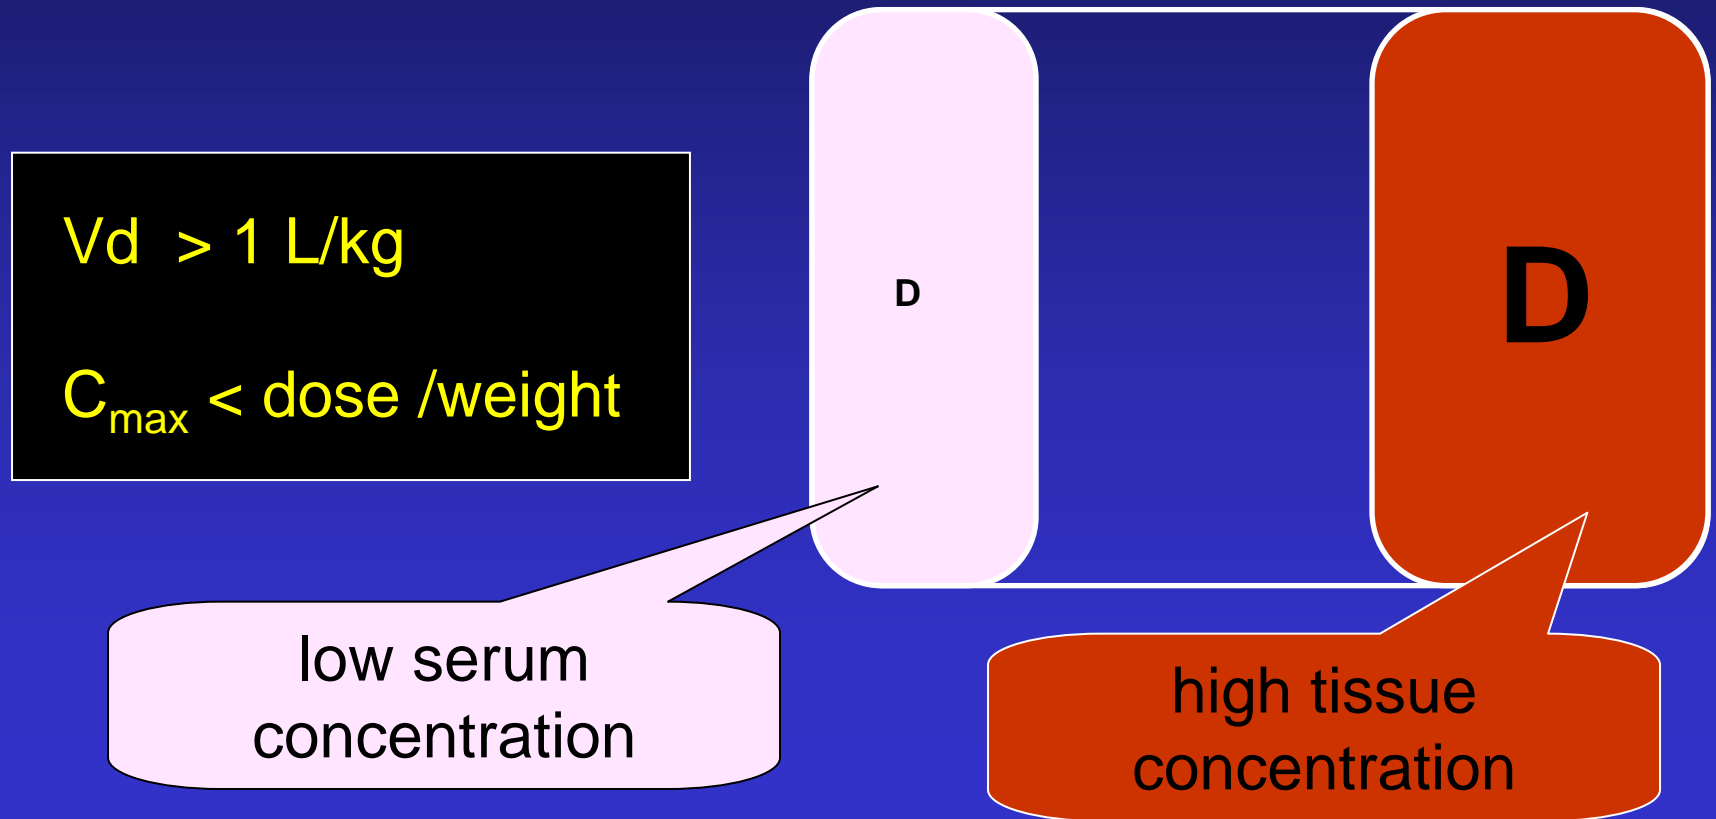 Vd > 1 L/kg
Cmax < dose /weight
D
D
low serum
concentration
high tissue
concentration